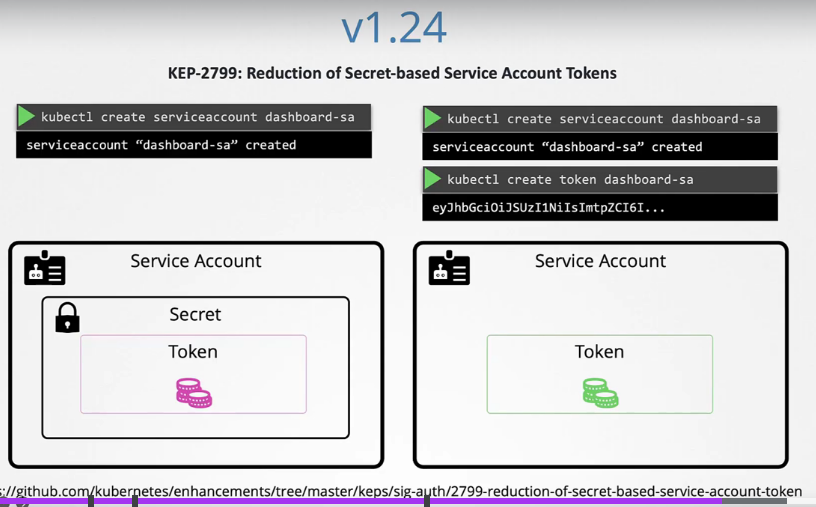 v1.24
KEP-2799: Reduction of Secret-based Service Account Tokens
kubectl create serviceaccount dashboard-sa
serviceaccount “dashboard-sa” created
kubectl create serviceaccount dashboard-sa
serviceaccount “dashboard-sa” created
kubectl create token dashboard-sa
eyJhbGciOiJSUzI1NiIsImtpZCI6I...
Service Account
Secret
Token
Service Account
Token
s://github.com/kubernetes/enhancements/tree/master/keps/sig-auth/2799-reduction-of-secret-based-service-account-token